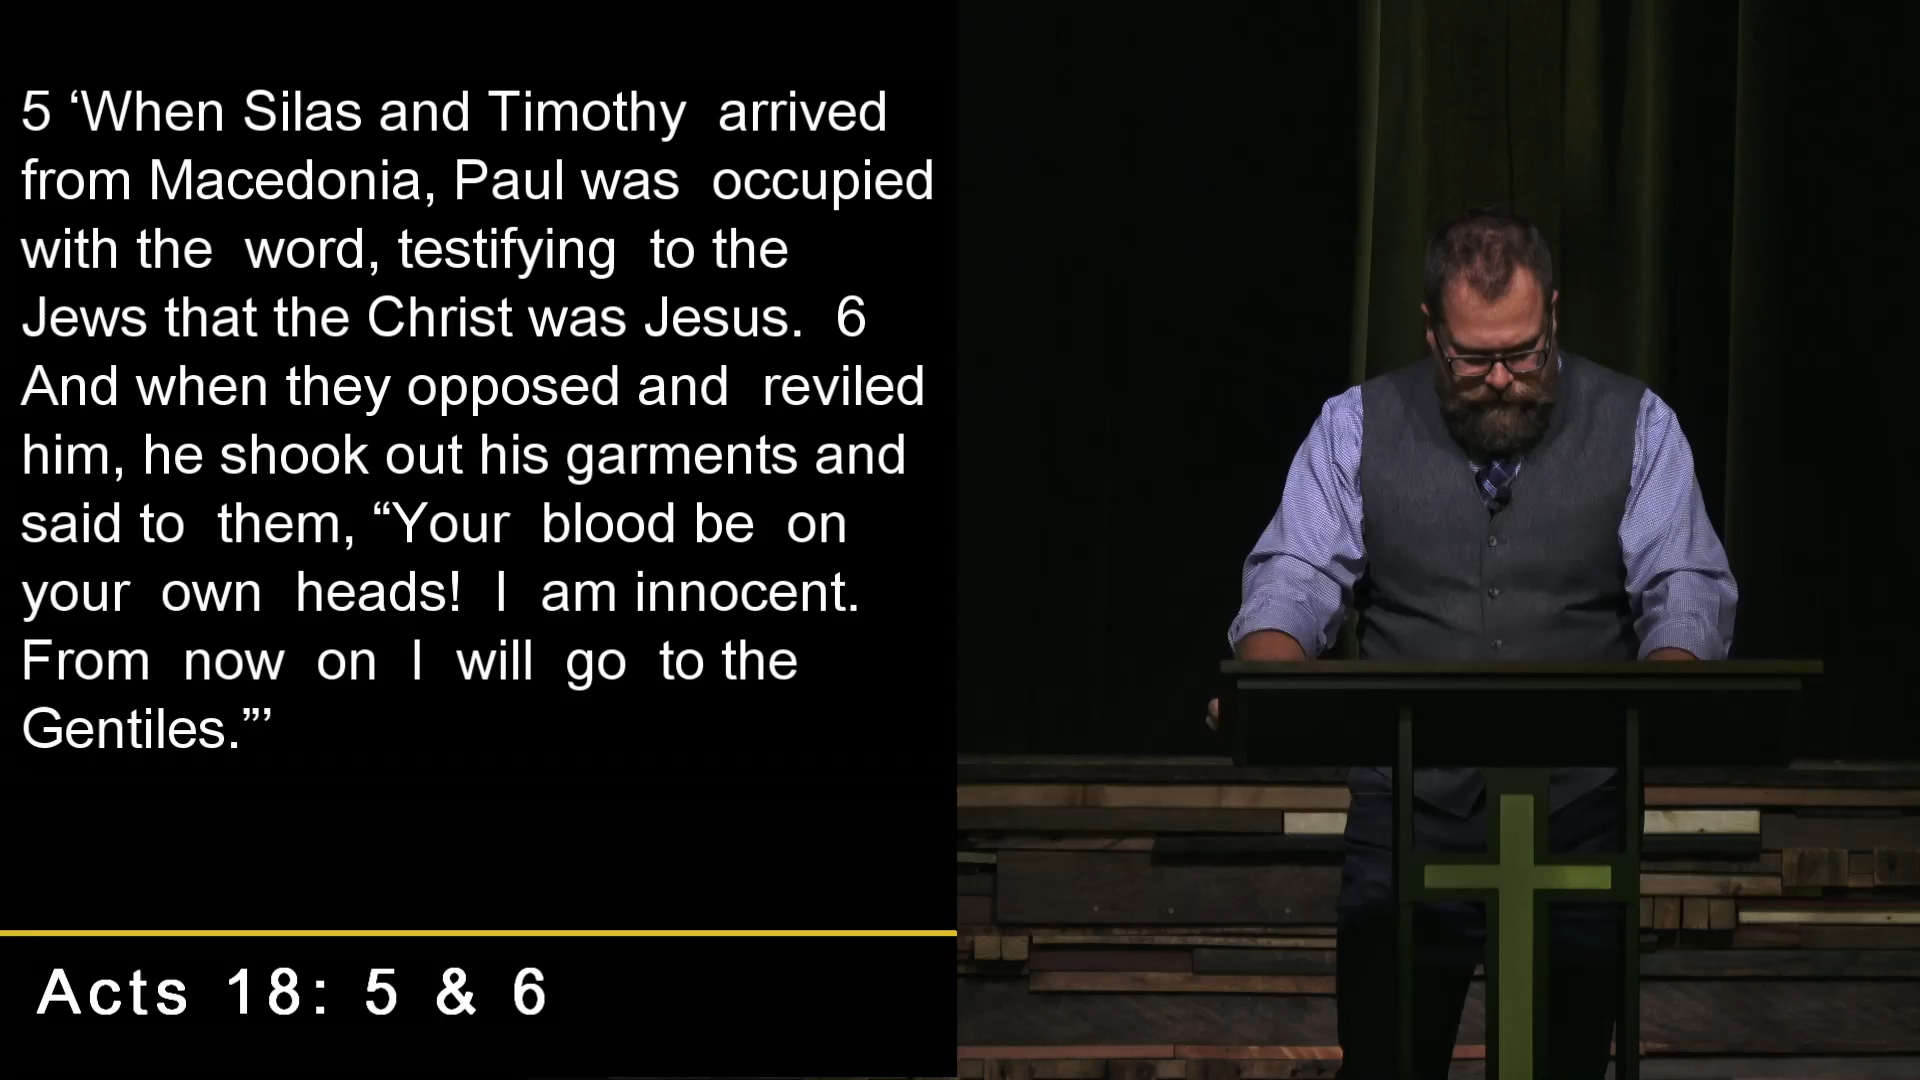 5 ‘When Silas and Timothy arrived
from Macedonia, Paul was occupied
with the word, testifying to the
Jews that the Christ was Jesus. 6
And when they opposed and reviled
him, he shook out his garments and
said to them, “Your blood be on
your own heads! I am innocent.
From now on I will go to the
Gentiles.”’
Acts 18: 5 & 6